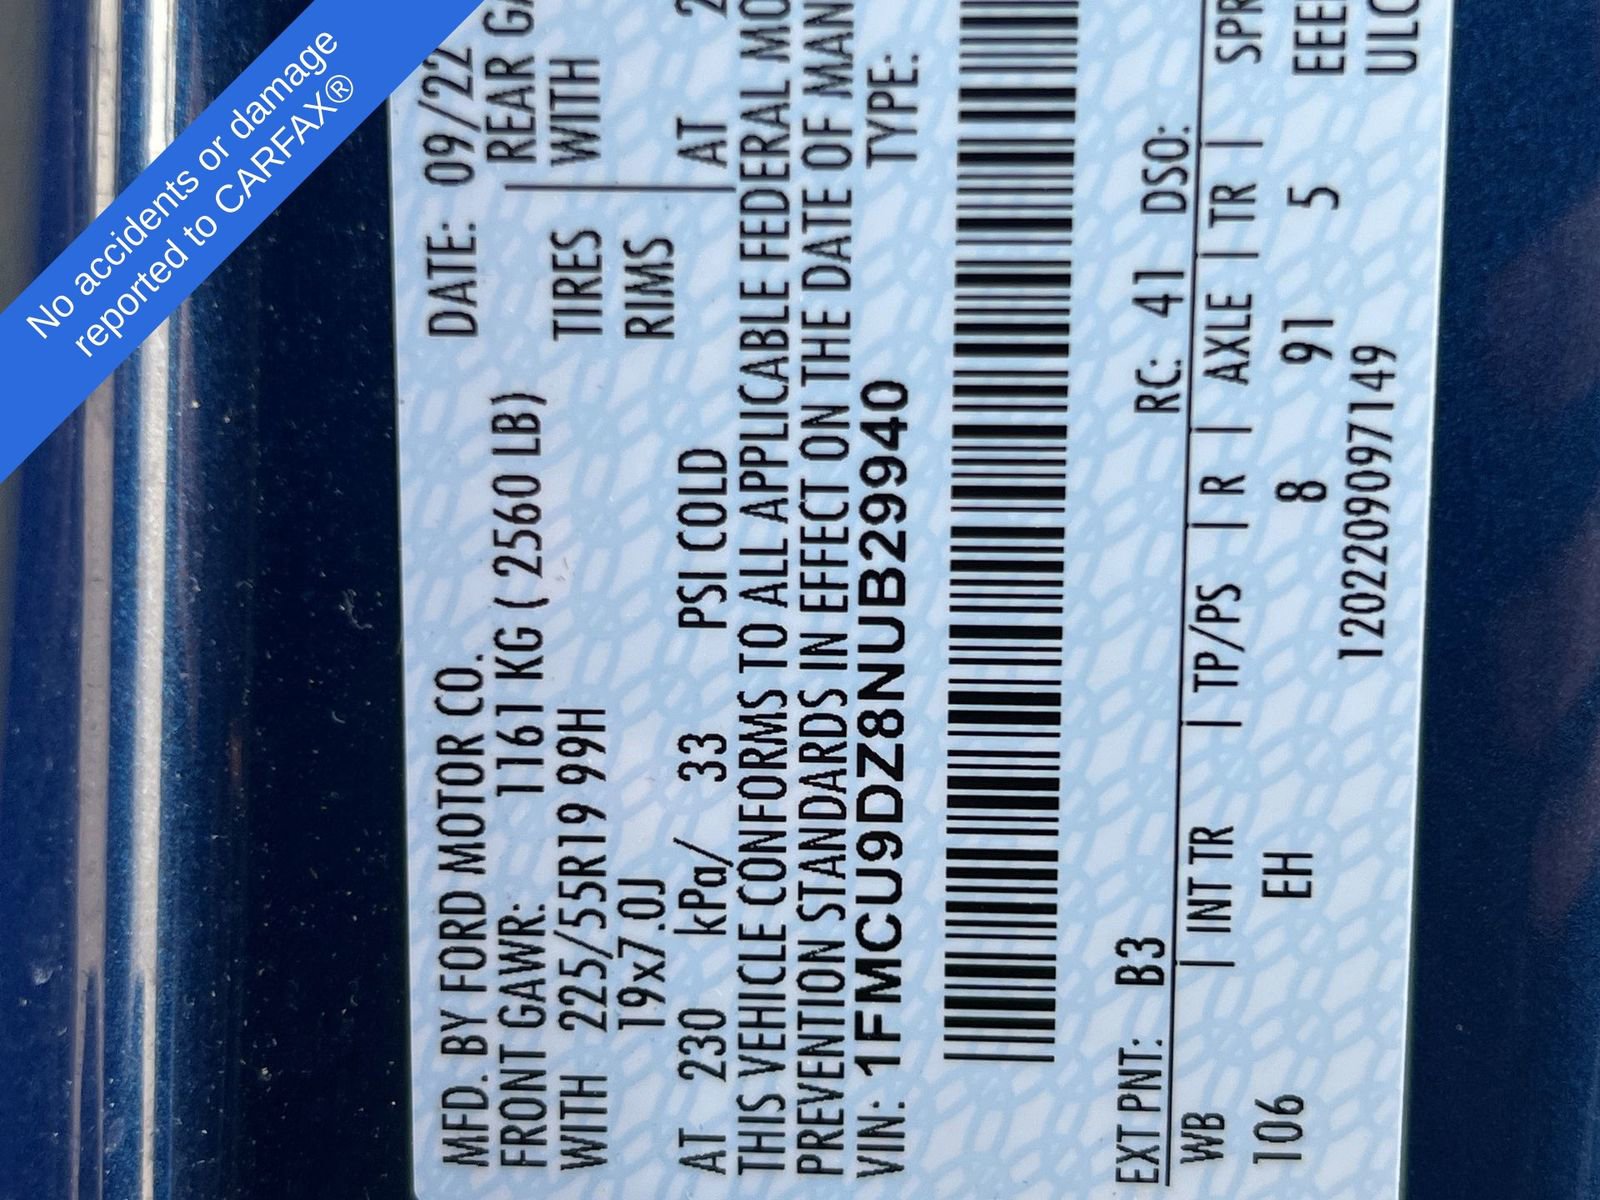 No accidents or damage
reported to CARFAX®
MFD. BY FORD MOTOR CO.
DATE: 09/22
FRONT GAWR: 1161 KG ( 2560 LB)
REAR GA
WITH 225/55R19 99H
TIRES
WITH
19x7.0J
RIMS
AT 230 kPa/ 33 PSI COLD
AT 2
THIS VEHICLE CONFORMS TO ALL APPLICABLE FEDERAL MO
PREVENTION STANDARDS IN EFFECT ON THE DATE OF MAN
VIN: 1FMCU9DZ8NUB29940
TYPE:
EXT PNT: B3
RC: 41 DSO:
WB | INT TR | TP/PS | R | AXLE | TR | SPR
106 EH 8 91 5 EEE
120220907149 ULC